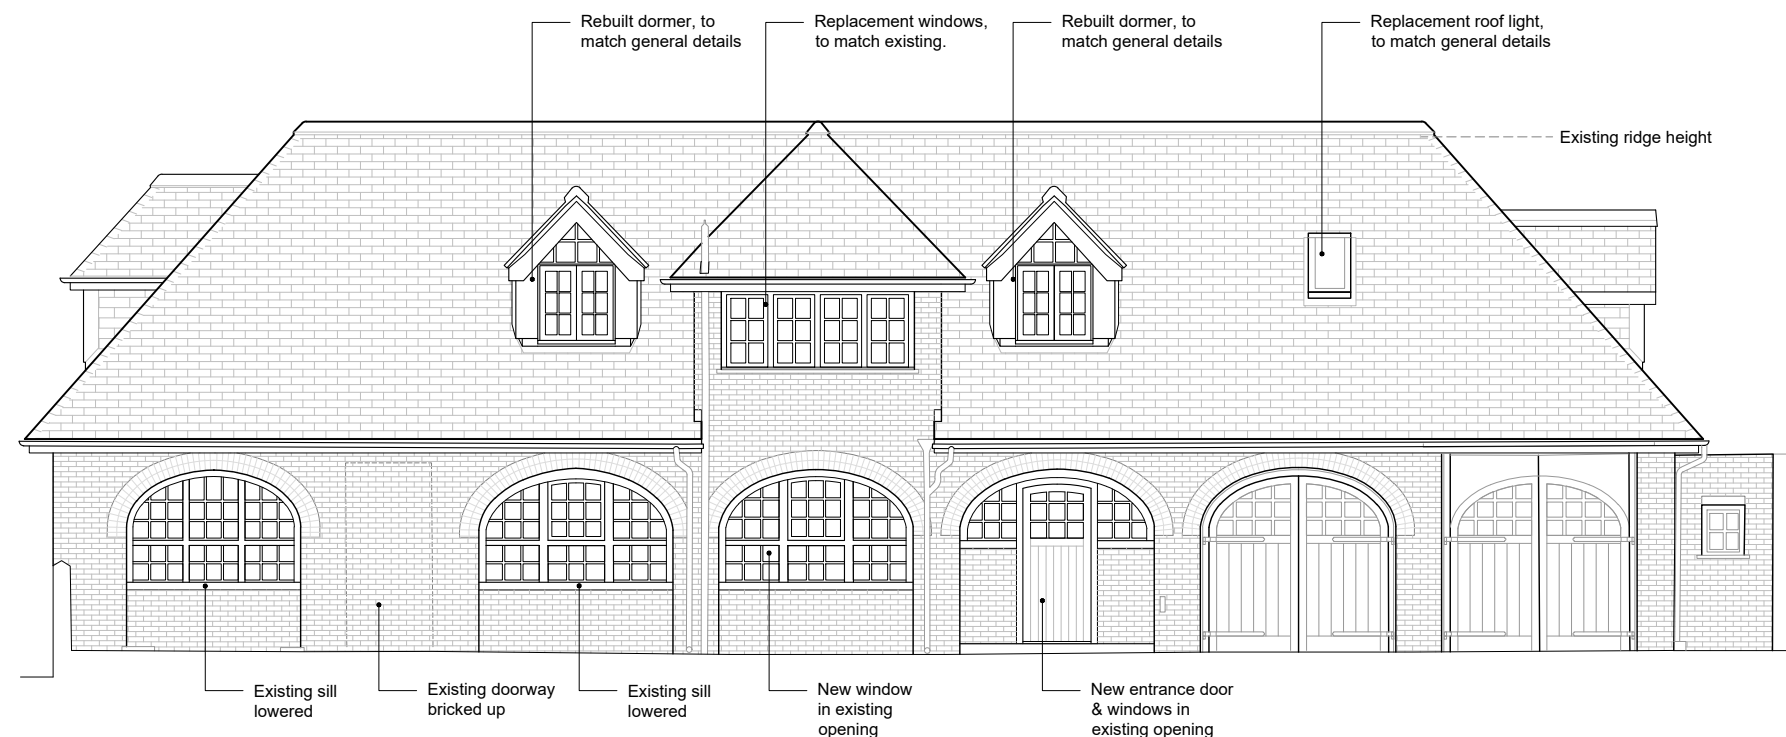 Rebuilt dormer, to
match general details
Replacement windows,
to match existing.
Rebuilt dormer, to
match general details
Replacement roof light,
to match general details
Existing ridge height
Existing sill
lowered
Existing doorway
bricked up
Existing sill
lowered
New window
in existing
opening
New entrance door
& windows in
existing opening